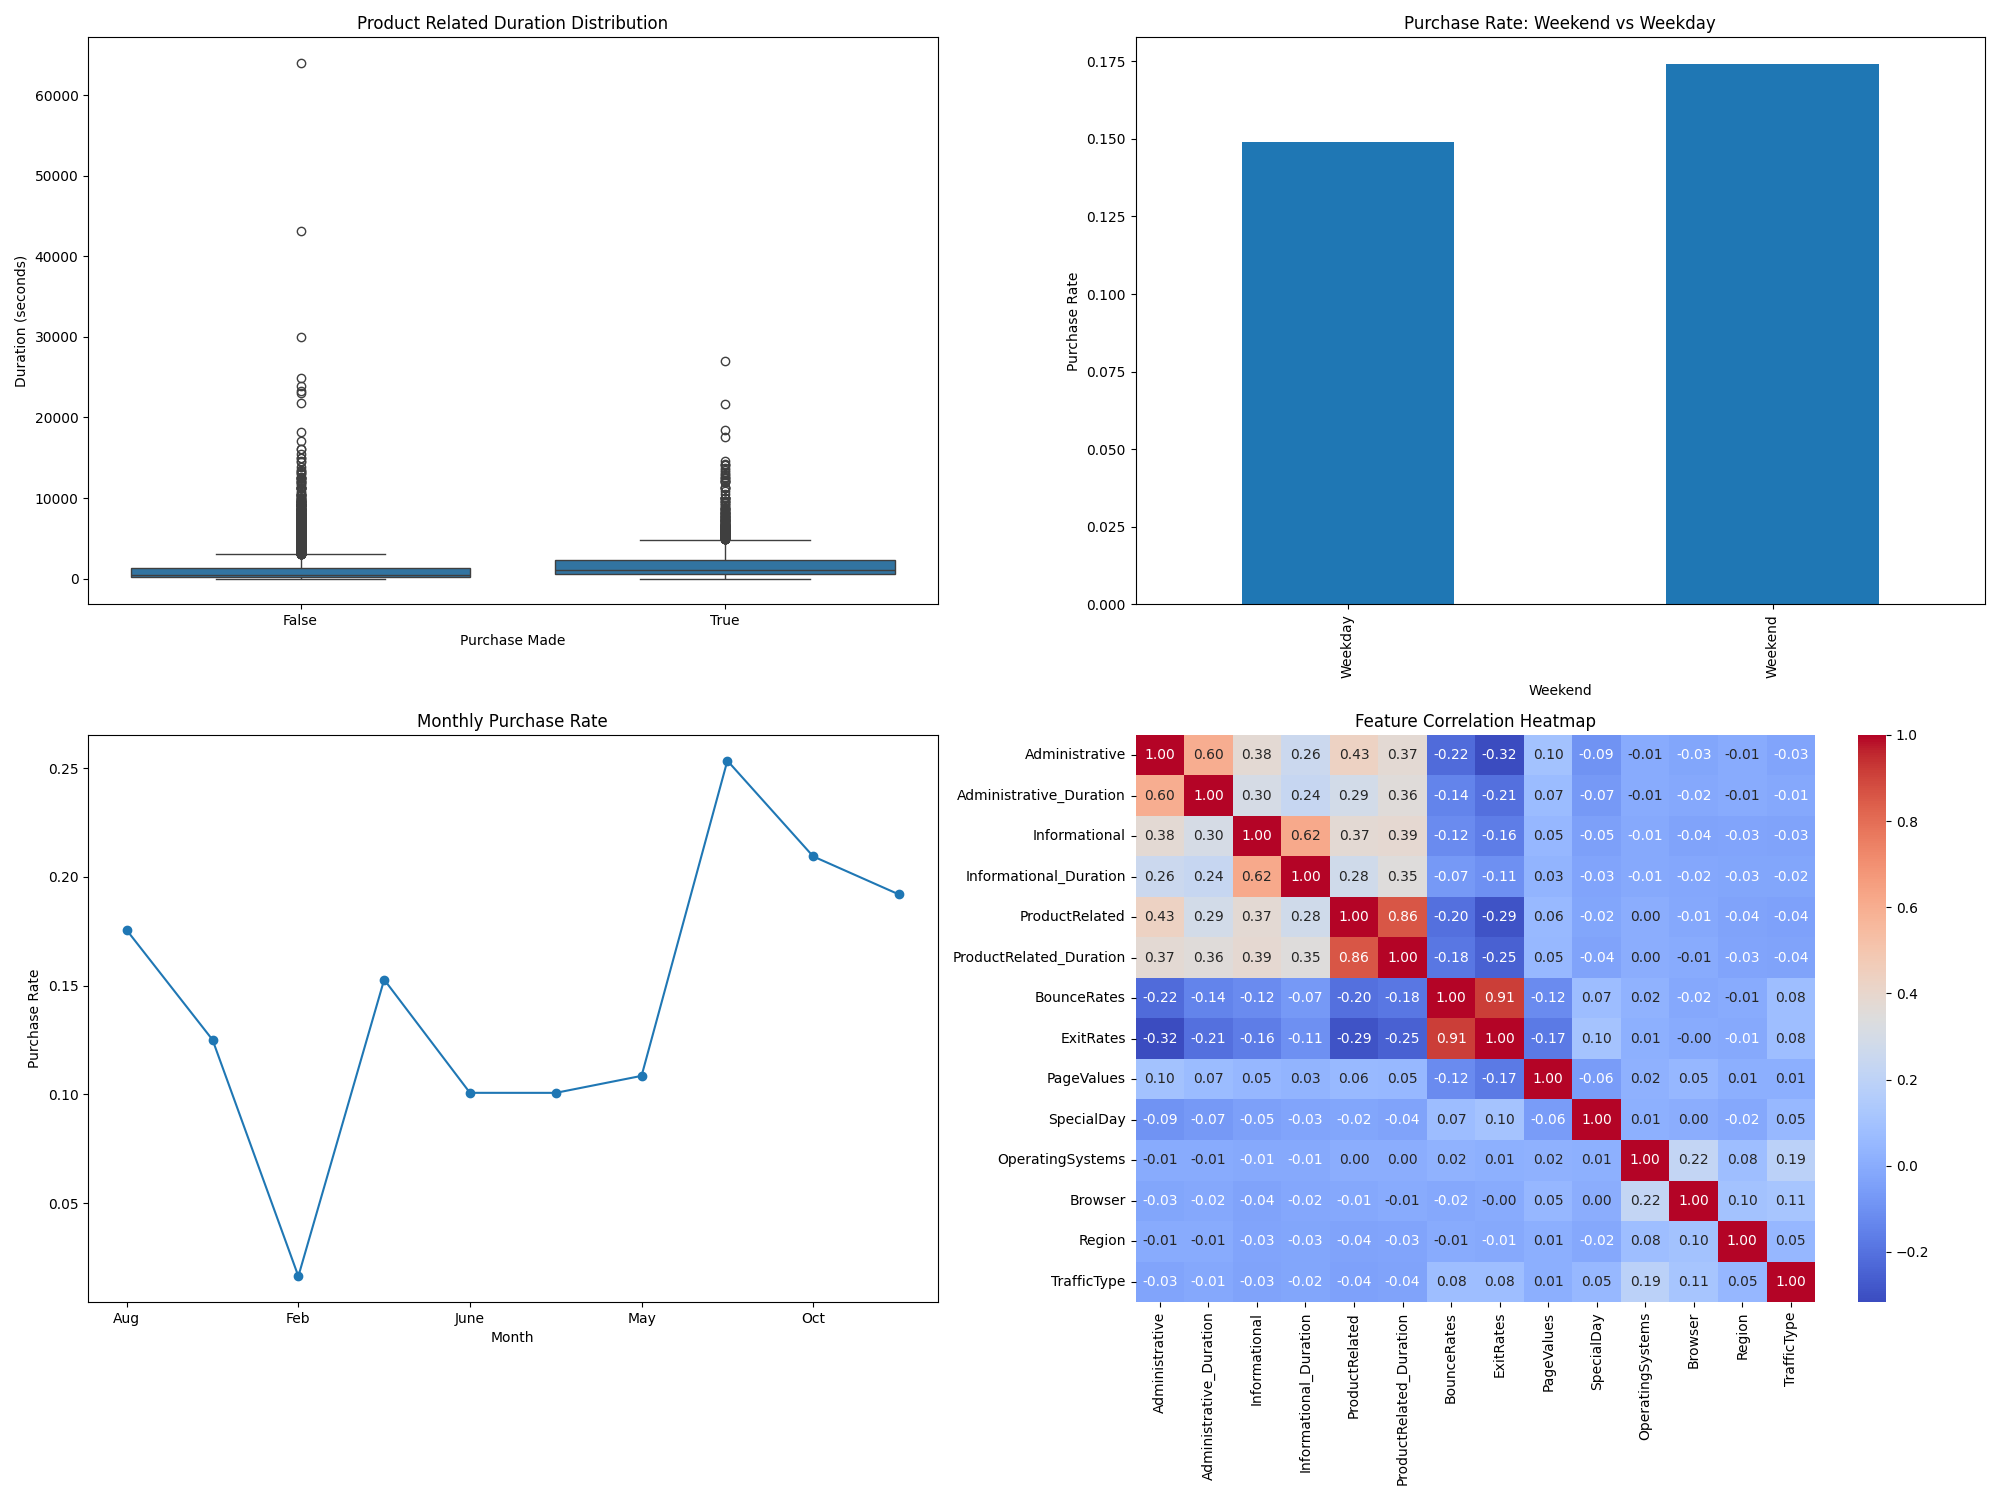 Product Related Duration Distribution
Duration (seconds)
60000
50000
40000
30000
20000
10000
0
False
True
Purchase Made
Purchase Rate: Weekend vs Weekday
Purchase Rate
0.175
0.150
0.125
0.100
0.075
0.050
0.025
0.000
Weekday
Weekend
Weekend
Monthly Purchase Rate
Purchase Rate
0.25
0.20
0.15
0.10
0.05
Aug
Feb
June
May
Oct
Month
Feature Correlation Heatmap
Administrative 1.00 0.60 0.38 0.26 0.43 0.37 -0.22 -0.32 0.10 -0.09 -0.01 -0.03 -0.01 -0.03
Administrative_Duration 0.60 1.00 0.30 0.24 0.29 0.36 -0.14 -0.21 0.07 -0.07 -0.01 -0.02 -0.01 -0.01
Informational 0.38 0.30 1.00 0.62 0.37 0.39 -0.12 -0.16 0.05 -0.05 -0.01 -0.04 -0.03 -0.03
Informational_Duration 0.26 0.24 0.62 1.00 0.28 0.35 -0.07 -0.11 0.03 -0.03 -0.01 -0.02 -0.03 -0.02
ProductRelated 0.43 0.29 0.37 0.28 1.00 0.86 -0.20 -0.29 0.06 -0.02 0.00 -0.01 -0.04 -0.04
ProductRelated_Duration 0.37 0.36 0.39 0.35 0.86 1.00 -0.18 -0.25 0.05 -0.04 0.00 -0.01 -0.03 -0.04
BounceRates -0.22 -0.14 -0.12 -0.07 -0.20 -0.18 1.00 0.91 -0.12 0.07 0.02 -0.02 -0.01 0.08
ExitRates -0.32 -0.21 -0.16 -0.11 -0.29 -0.25 0.91 1.00 -0.17 0.10 0.01 -0.00 -0.01 0.08
PageValues 0.10 0.07 0.05 0.03 0.06 0.05 -0.12 -0.17 1.00 -0.06 0.02 0.05 0.01 0.01
SpecialDay -0.09 -0.07 -0.05 -0.03 -0.02 -0.04 0.07 0.10 -0.06 1.00 0.01 0.00 -0.02 0.05
OperatingSystems -0.01 -0.01 -0.01 -0.01 0.00 0.00 0.02 0.01 0.02 0.01 1.00 0.22 0.08 0.19
Browser -0.03 -0.02 -0.04 -0.02 -0.01 -0.01 -0.02 -0.00 0.05 0.00 0.22 1.00 0.10 0.11
Region -0.01 -0.01 -0.03 -0.03 -0.04 -0.03 -0.01 -0.01 0.01 -0.02 0.08 0.10 1.00 0.05
TrafficType -0.03 -0.01 -0.03 -0.02 -0.04 -0.04 0.08 0.08 0.01 0.05 0.19 0.11 0.05 1.00
Administrative
Administrative_Duration
Informational
Informational_Duration
ProductRelated
ProductRelated_Duration
BounceRates
ExitRates
PageValues
SpecialDay
OperatingSystems
Browser
Region
TrafficType
1.0
0.8
0.6
0.4
0.2
0.0
−0.2